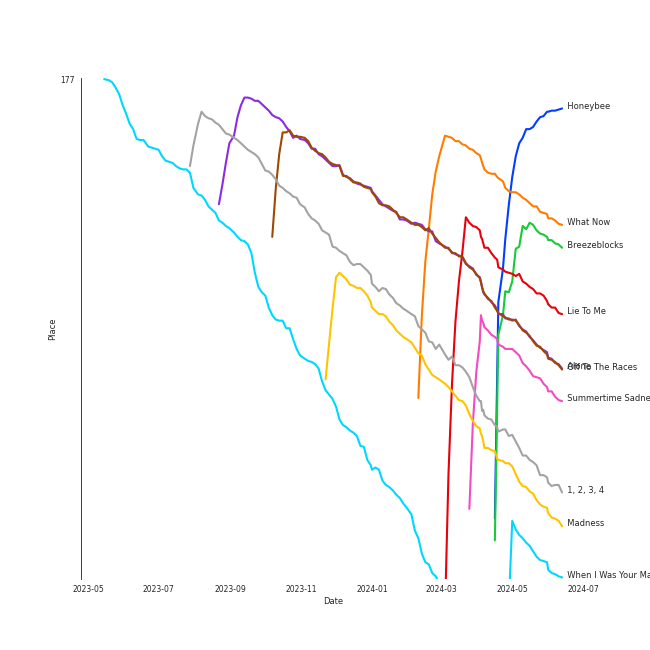 177
Honeybee
What Now
Breezeblocks
Lie To Me
Off To The Races
Summertime Sadne
1, 2, 3, 4
Madness
When I Was Your Ma
Place
2023-05
2023-07
2023-09
2023-11
2024-01
2024-03
2024-05
2024-07
Date